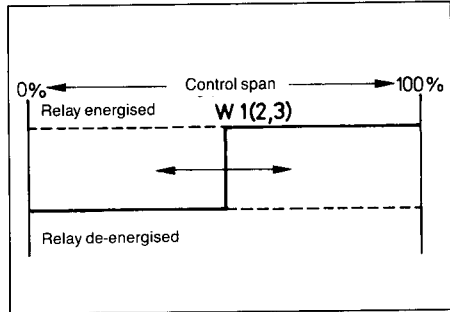 0% Control span 100%
Relay energised
W 1(2,3)
Relay de-energised